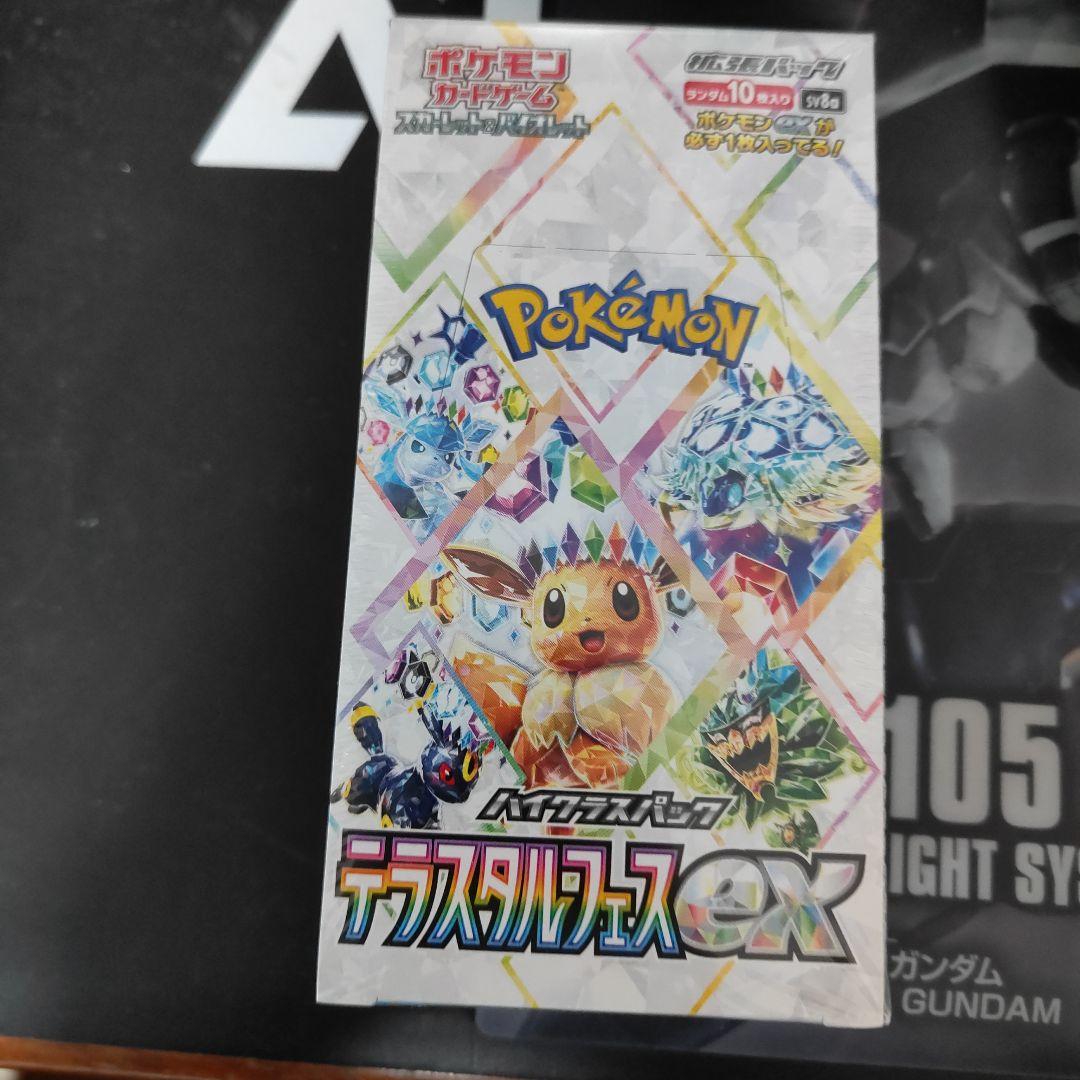 ポケモン
カードゲーム
スカーレット&バイオレット
拡張パック
ランダム10枚入り SV8a
ポケモンexが
必ず1枚入ってる!
POKéMON
TM
ハイクラスパック
テラスタルフェスex
105
IGHT SYS
ガンダム
GUNDAM